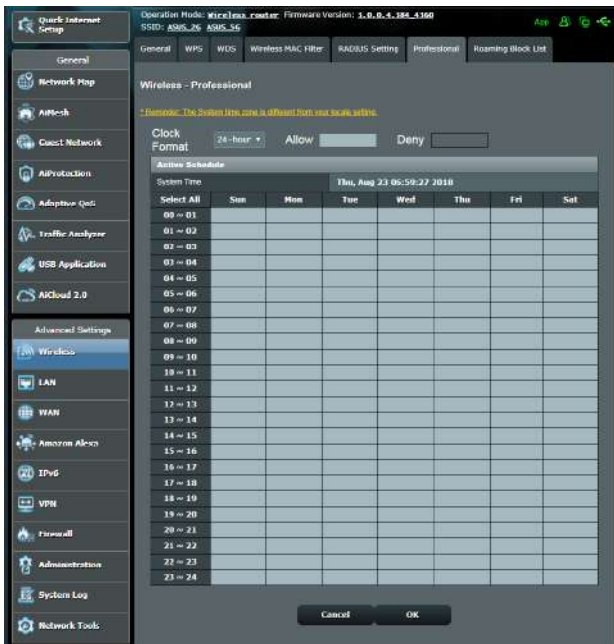 Quick Internet
Setup
Operation Mode: Wireless router Firmware Version: 3.0.0.4.384_4360
SSID: ASUS_2G ASUS_5G
App
General
WPS
WDS
Wireless MAC Filter
RADIUS Setting
Professional
Roaming Block List
General
Network Map
AiMesh
Guest Network
AiProtection
Adaptive QoS
Traffic Analyzer
USB Application
AiCloud 2.0
Advanced Settings
Wireless
LAN
WAN
Amazon Alexa
IPv6
VPN
Firewall
Administration
System Log
Network Tools
Wireless - Professional
* Reminder: The System time zone is different from your locale setting.
Clock
Format
24-hour
Allow
Deny
Active Schedule
System Time
Thu, Aug 23 05:59:27 2018
Select All Sun Mon Tue Wed Thu Fri Sat
00 ~ 01
01 ~ 02
02 ~ 03
03 ~ 04
04 ~ 05
05 ~ 06
06 ~ 07
07 ~ 08
08 ~ 09
09 ~ 10
10 ~ 11
11 ~ 12
12 ~ 13
13 ~ 14
14 ~ 15
15 ~ 16
16 ~ 17
17 ~ 18
18 ~ 19
19 ~ 20
20 ~ 21
21 ~ 22
22 ~ 23
23 ~ 24
Cancel
OK